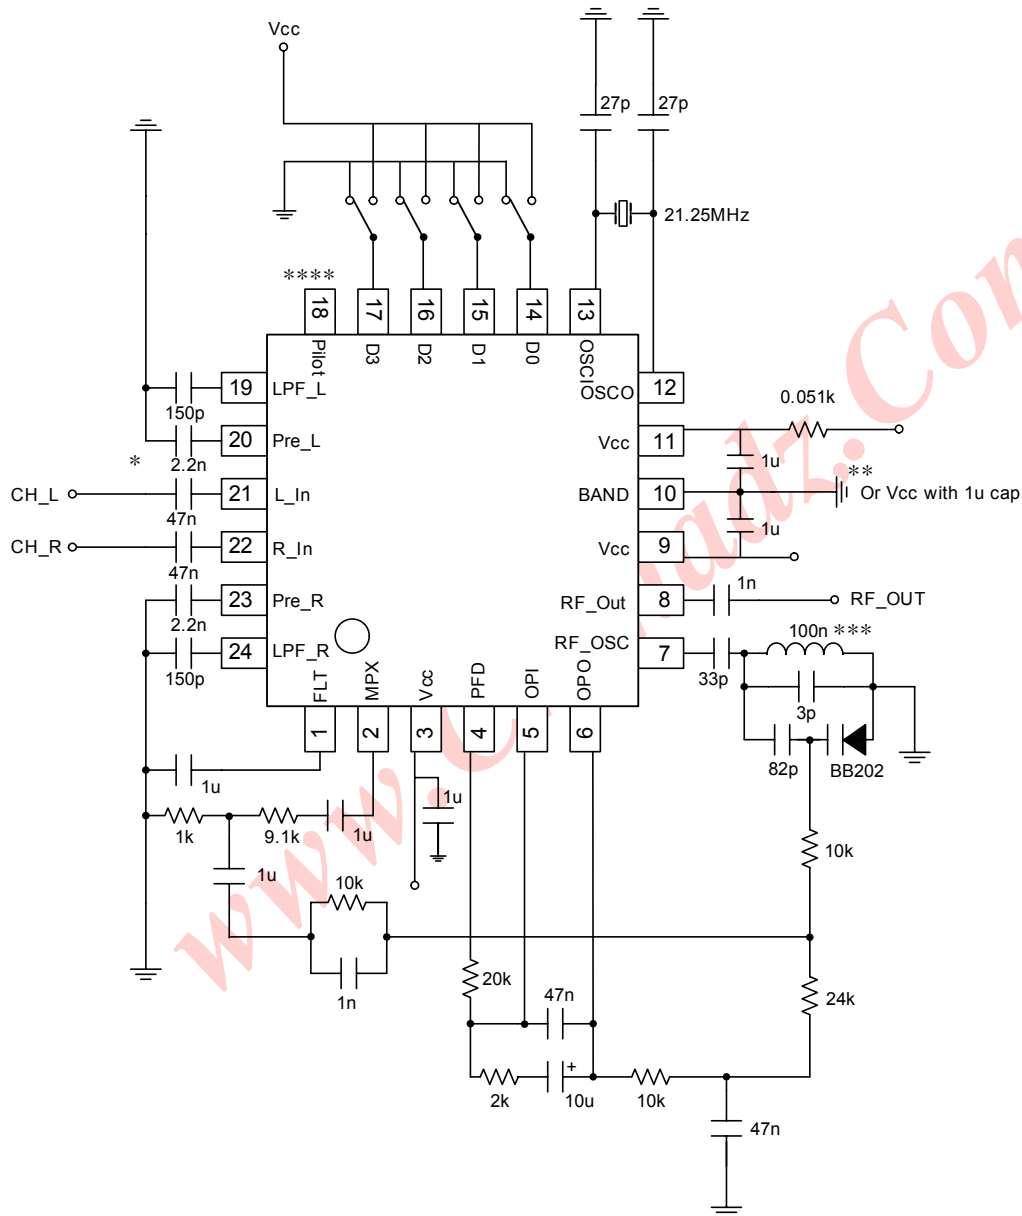 Vcc
27p 27p
21.25MHz
****
18 17 16 15 14 13
Pilot D3 D2 D1 D0 OSCI
OSCO 12
19 LPF_L
150p
0.051k
20 Pre_L
Vcc 11
*
2.2n
1u
**
CH_L 21 L_In
BAND 10
Or Vcc with 1u cap
47n
1u
CH_R 22 R_In
Vcc 9
47n
1n
23 Pre_R
RF_Out 8
RF_OUT
2.2n
100n ***
24 LPF_R
RF_OSC 7
150p
33p
FLT MPX Vcc PFD OPI OPO
3p
1 2 3 4 5 6
82p BB202
1u
1u
1k 9.1k 1u
10k
1u
10k
1n
20k
47n
24k
+
2k 10u 10k
47n
www.C
adz.Com